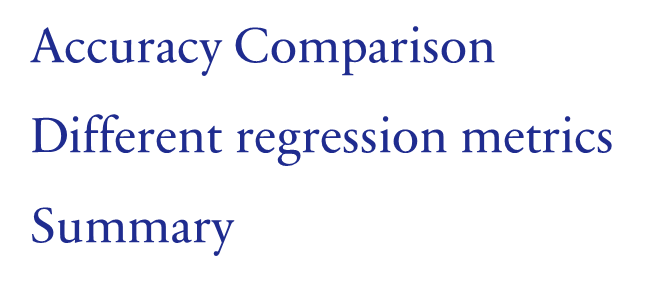 Accuracy Comparison
Different regression metrics
Summary